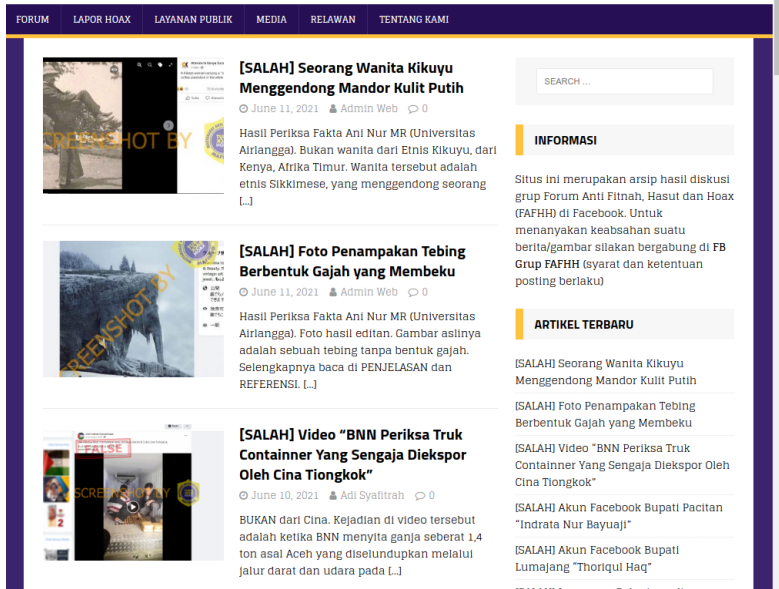 FORUM LAPOR HOAX LAYANAN PUBLIK MEDIA RELAWAN TENTANG KAMI
[SALAH] Seorang Wanita Kikuyu
Menggendong Mandor Kulit Putih
June 11, 2021 Admin Web 0
Hasil Periksa Fakta Ani Nur MR (Universitas
Airlangga). Bukan wanita dari Etnis Kikuyu, dari
Kenya, Afrika Timur. Wanita tersebut adalah
etnis Sikkimese, yang menggendong seorang
[...]
SCREENSHOT BY
[SALAH] Foto Penampakan Tebing
Berbentuk Gajah yang Membeku
June 11, 2021 Admin Web 0
Hasil Periksa Fakta Ani Nur MR (Universitas
Airlangga). Foto hasil editan. Gambar aslinya
adalah sebuah tebing tanpa bentuk gajah.
Selengkapnya baca di PENJELASAN dan
REFERENSI. [...]
SCREENSHOT BY
[SALAH] Video “BNN Periksa Truk
Containner Yang Sengaja Diekspor
Oleh Cina Tiongkok”
June 10, 2021 Adi Syafitrah 0
BUKAN dari Cina. Kejadian di video tersebut
adalah ketika BNN menyita ganja seberat 1,4
ton asal Aceh yang diselundupkan melalui
jalur darat dan udara pada [...]
FALSE
SCREENSHOT BY
SEARCH ...
INFORMASI
Situs ini merupakan arsip hasil diskusi
grup Forum Anti Fitnah, Hasut dan Hoax
(FAFHH) di Facebook. Untuk
menanyakan keabsahan suatu
berita/gambar silakan bergabung di FB
Grup FAFHH (syarat dan ketentuan
posting berlaku)
ARTIKEL TERBARU
[SALAH] Seorang Wanita Kikuyu
Menggendong Mandor Kulit Putih
[SALAH] Foto Penampakan Tebing
Berbentuk Gajah yang Membeku
[SALAH] Video “BNN Periksa Truk
Containner Yang Sengaja Diekspor Oleh
Cina Tiongkok”
[SALAH] Akun Facebook Bupati Pacitan
“Indrata Nur Bayuaji”
[SALAH] Akun Facebook Bupati
Lumajang “Thoriqul Haq”